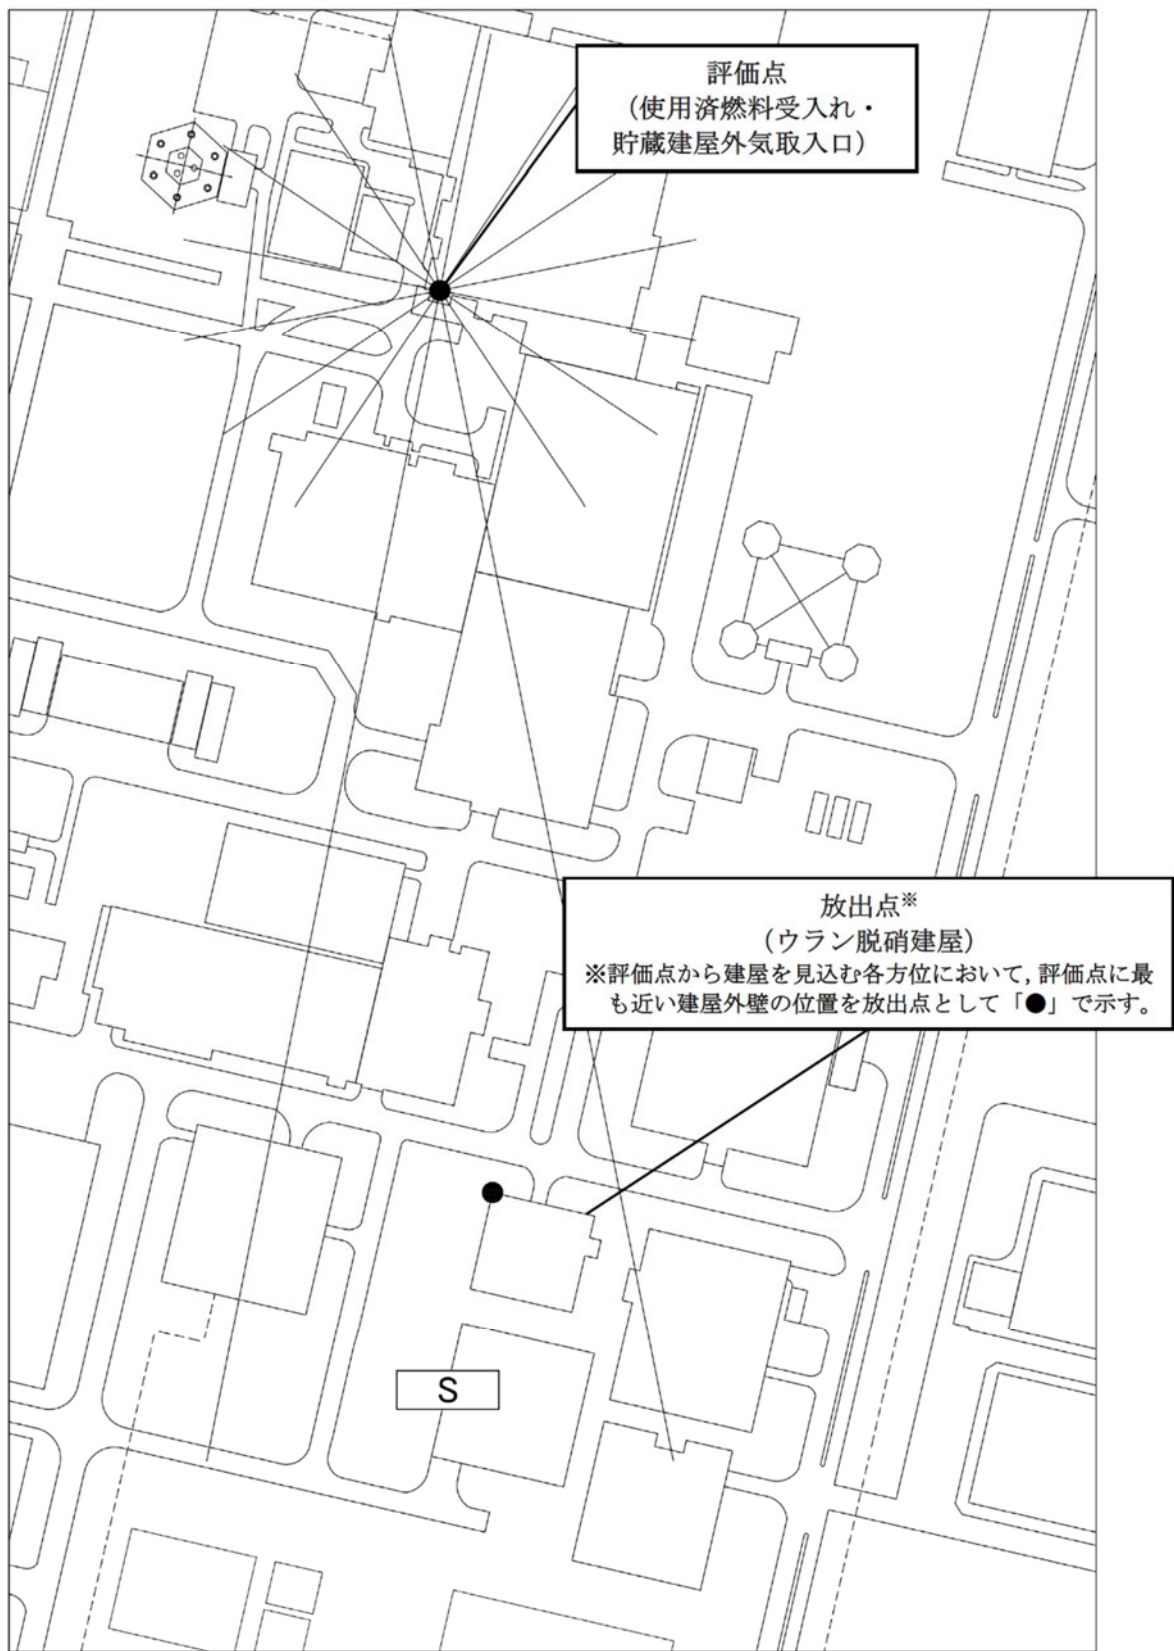 評価点
（使用済燃料受入れ・
貯蔵建屋外気取入口）
放出点※
（ウラン脱硝建屋）
※評価点から建屋を見込む各方位において，評価点に最
も近い建屋外壁の位置を放出点として「●」で示す。
S